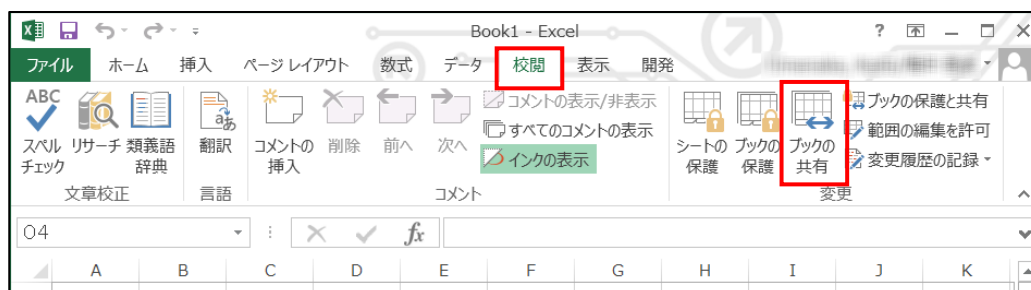 Book1 - Excel
?
ファイル ホーム 挿入 ページ レイアウト 数式 データ 校閲 表示 開発
ABC
スペル チェック
リサーチ
類義語 辞典
文章校正
aあ
翻訳
言語
コメントの 挿入
削除
前へ
次へ
コメントの表示/非表示
すべてのコメントの表示
インクの表示
コメント
シートの 保護
ブックの 保護
ブックの 共有
ブックの保護と共有
範囲の編集を許可
変更履歴の記録
変更
O4
fx
A B C D E F G H I J K